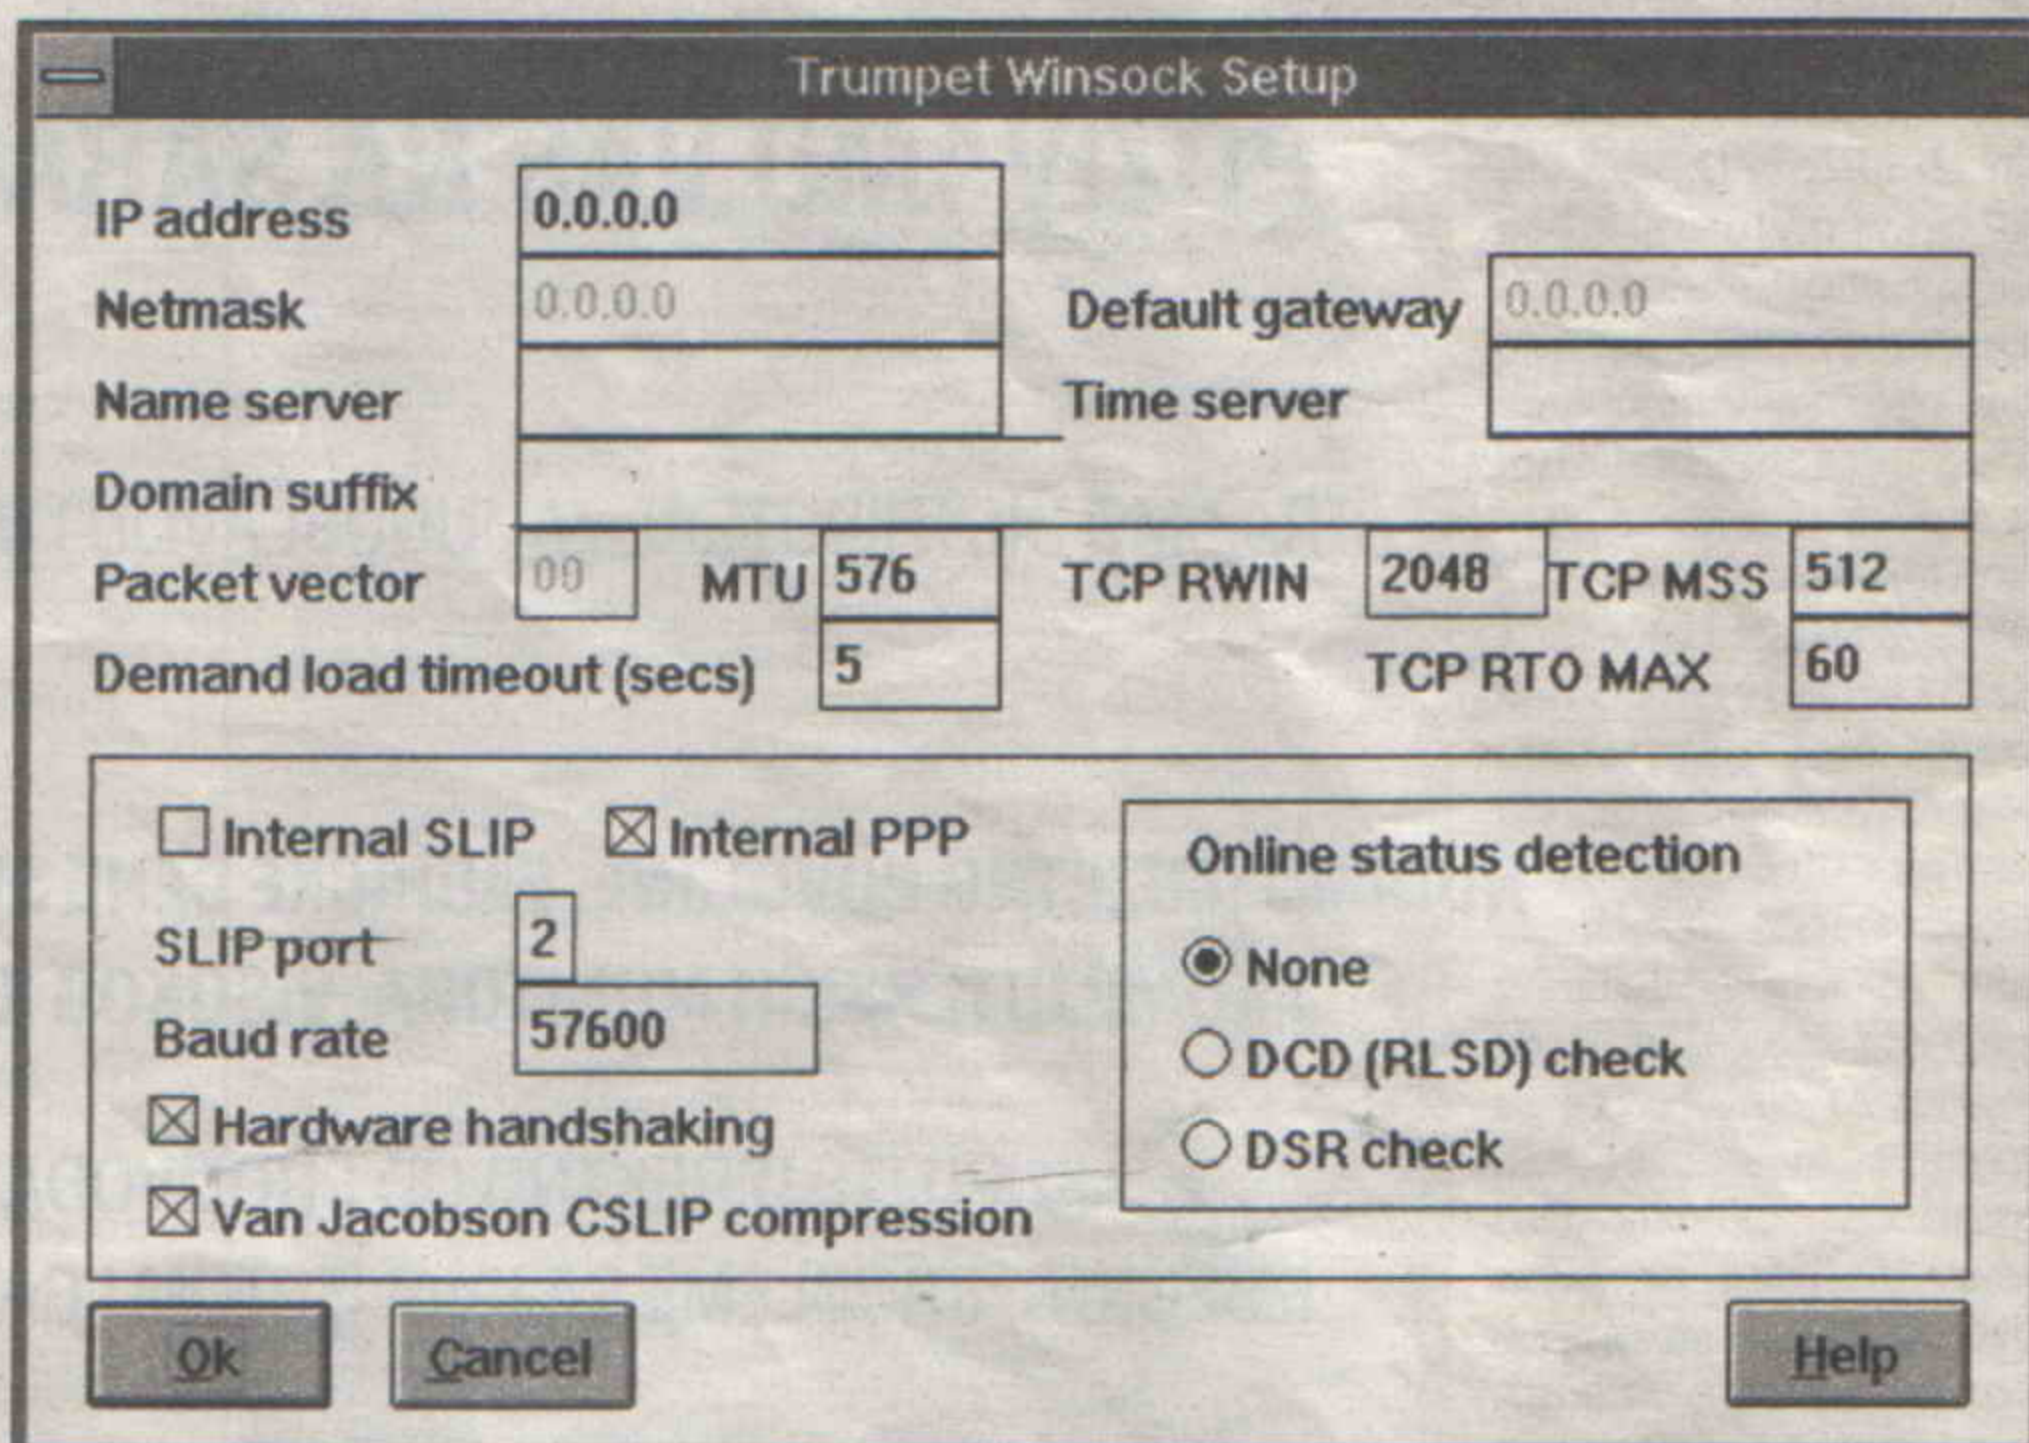 Trumpet Winsock Setup
IP address 0.0.0.0
Netmask 0.0.0.0 Default gateway 0.0.0.0
Name server Time server
Domain suffix
Packet vector 00 MTU 576 TCP RWIN 2048 TCP MSS 512
Demand load timeout (secs) 5 TCP RTO MAX 60
Internal SLIP Internal PPP
Online status detection
SLIP port 2
None
Baud rate 57600
DCD (RLSD) check
Hardware handshaking
DSR check
Van Jacobson CSLIP compression
Ok Cancel Help